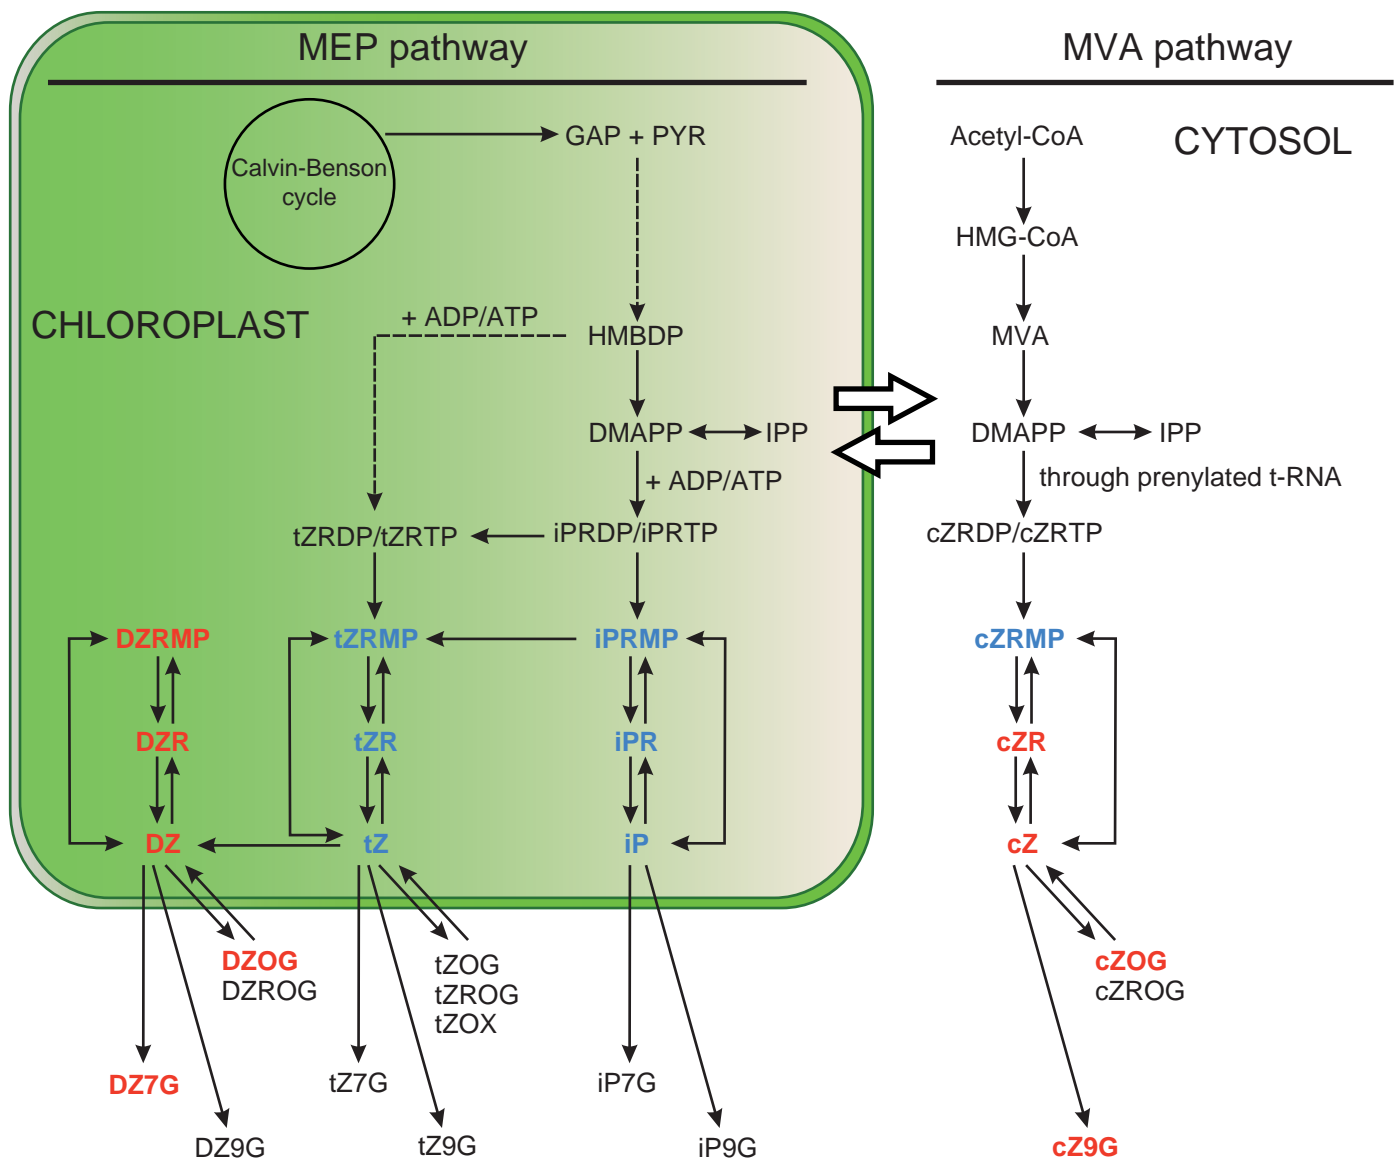 MEP pathway
MVA pathway
GAP + PYR
Acetyl-CoA
CYTOSOL
Calvin-Benson
cycle
HMG-CoA
CHLOROPLAST
+ ADP/ATP
HMBDP
MVA
DMAPP
IPP
DMAPP
IPP
+ ADP/ATP
through prenylated t-RNA
tZRDP/tZRTP
iPRDP/iPRTP
cZRDP/cZRTP
DZRMP
tZRMP
iPRMP
cZRMP
DZR
tZR
iPR
cZR
DZ
tZ
iP
cZ
DZOG
DZROG
tZOG
tZROG
tZOX
cZOG
cZROG
DZ7G
tZ7G
iP7G
DZ9G
tZ9G
iP9G
cZ9G